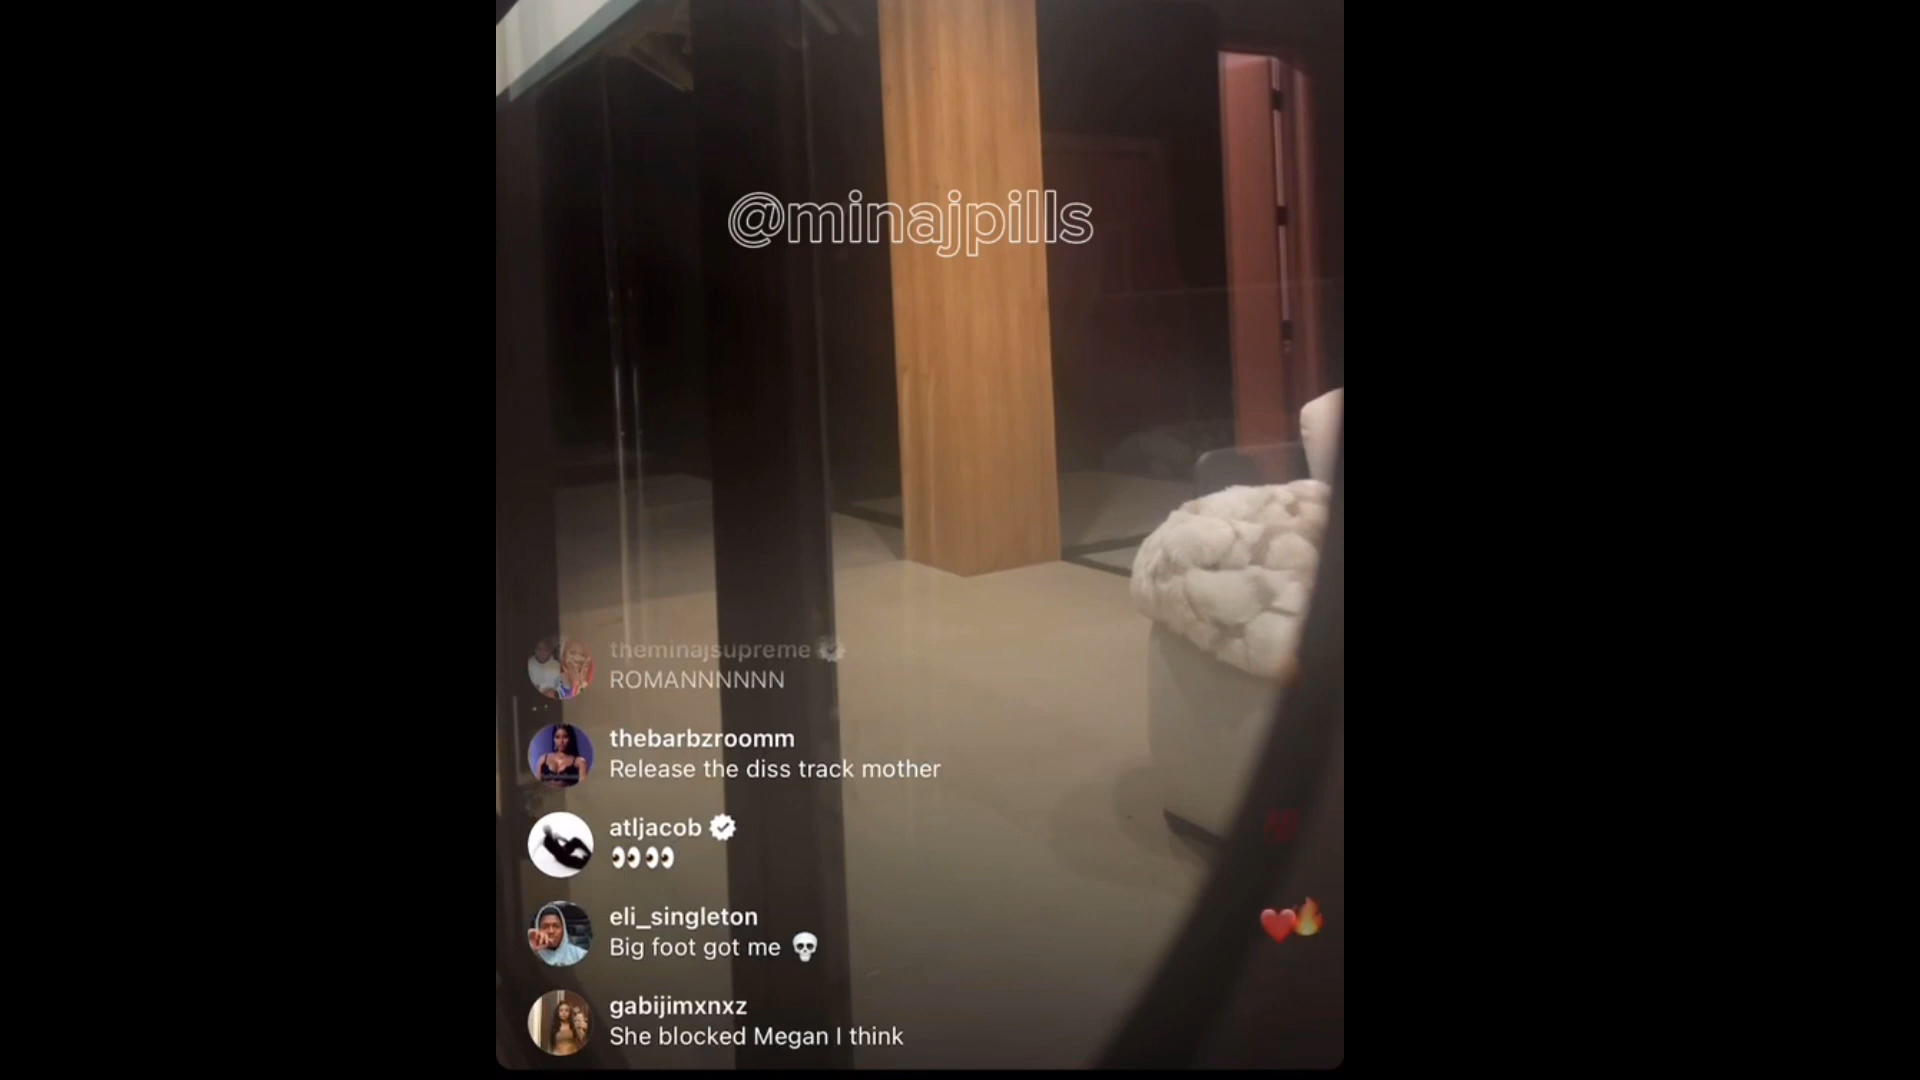 @minajpills
theminajsupreme
ROMANNNNNN
thebarbzroomm
Release the diss track mother
atljacob
👀👀
eli_singleton
Big foot got me 💀
gabijimxnxz
She blocked Megan I think